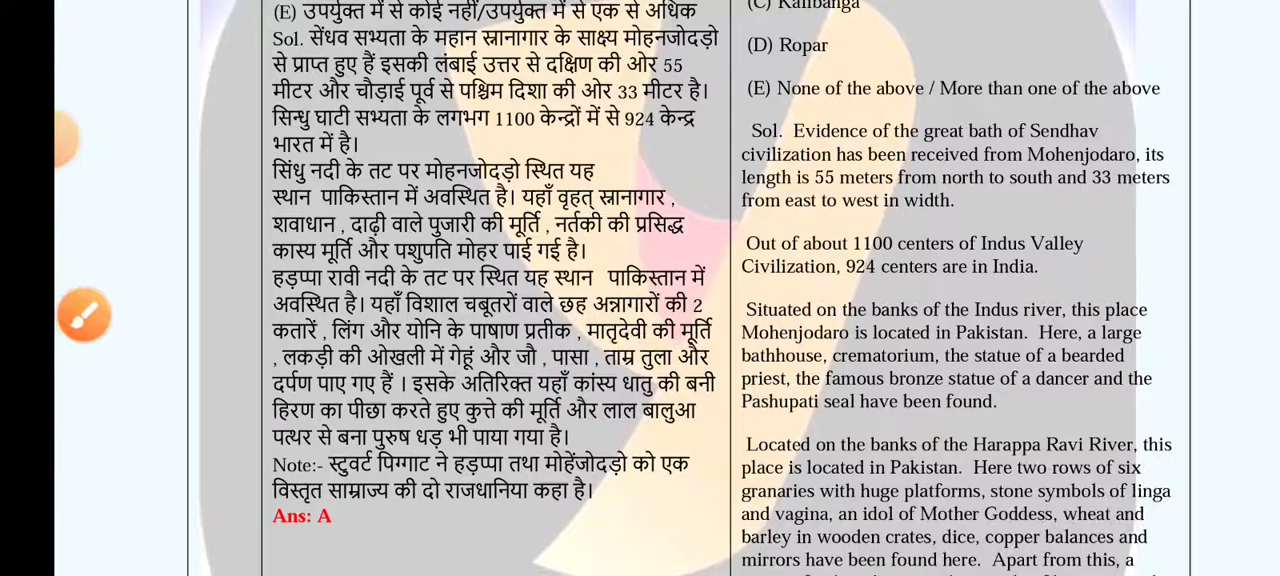 (E) उपर्युक्त में से कोई नहीं/उपर्युक्त में से एक से अधिक
Sol. सेंधव सभ्यता के महान स्नानागार के साक्ष्य मोहनजोदड़ो
से प्राप्त हुए हैं इसकी लंबाई उत्तर से दक्षिण की ओर 55
मीटर और चौड़ाई पूर्व से पश्चिम दिशा की ओर 33 मीटर है।
सिन्धु घाटी सभ्यता के लगभग 1100 केन्द्रों में से 924 केन्द्र
भारत में है।
सिंधु नदी के तट पर मोहनजोदड़ो स्थित यह
स्थान पाकिस्तान में अवस्थित है। यहाँ वृहत् स्नानागार ,
शवाधान , दाढ़ी वाले पुजारी की मूर्ति , नर्तकी की प्रसिद्ध
कास्य मूर्ति और पशुपति मोहर पाई गई है।
हड़प्पा रावी नदी के तट पर स्थित यह स्थान पाकिस्तान में
अवस्थित है। यहाँ विशाल चबूतरों वाले छह अन्नागारों की 2
कतारें , लिंग और योनि के पाषाण प्रतीक , मातृदेवी की मूर्ति
, लकड़ी की ओखली में गेहूं और जौ , पासा , ताम्र तुला और
दर्पण पाए गए हैं । इसके अतिरिक्त यहाँ कांस्य धातु की बनी
हिरण का पीछा करते हुए कुत्ते की मूर्ति और लाल बालुआ
पत्थर से बना पुरुष धड़ भी पाया गया है।
Note:- स्टुवर्ट पिग्गाट ने हड़प्पा तथा मोहेंजोदड़ो को एक
विस्तृत साम्राज्य की दो राजधानिया कहा है।
Ans: A
(C) Kalibanga
(D) Ropar
(E) None of the above / More than one of the above
Sol. Evidence of the great bath of Sendhav
civilization has been received from Mohenjodaro, its
length is 55 meters from north to south and 33 meters
from east to west in width.
Out of about 1100 centers of Indus Valley
Civilization, 924 centers are in India.
Situated on the banks of the Indus river, this place
Mohenjodaro is located in Pakistan. Here, a large
bathhouse, crematorium, the statue of a bearded
priest, the famous bronze statue of a dancer and the
Pashupati seal have been found.
Located on the banks of the Harappa Ravi River, this
place is located in Pakistan. Here two rows of six
granaries with huge platforms, stone symbols of linga
and vagina, an idol of Mother Goddess, wheat and
barley in wooden crates, dice, copper balances and
mirrors have been found here. Apart from this, a